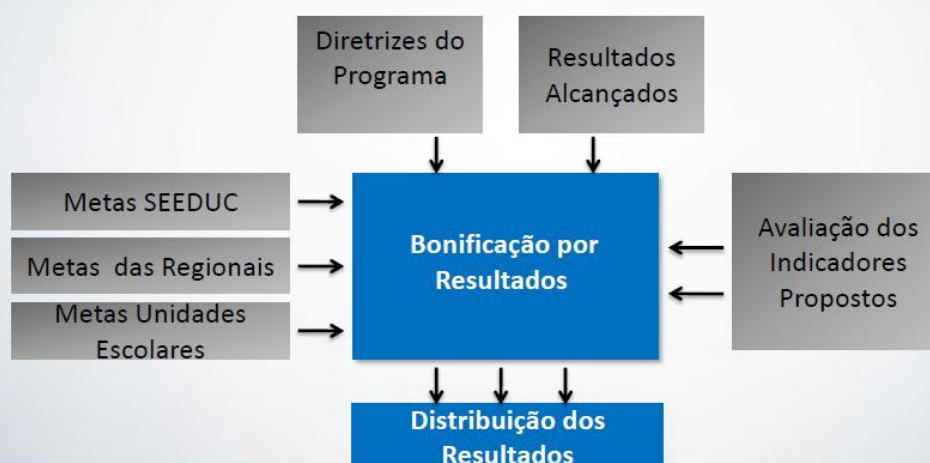 Diretrizes do
Programa
Resultados
Alcançados
Metas SEEDUC
Metas  das Regionais
Metas Unidades
Escolares
Bonificação por
Resultados
Avaliação dos
Indicadores
Propostos
Distribuição dos
Resultados